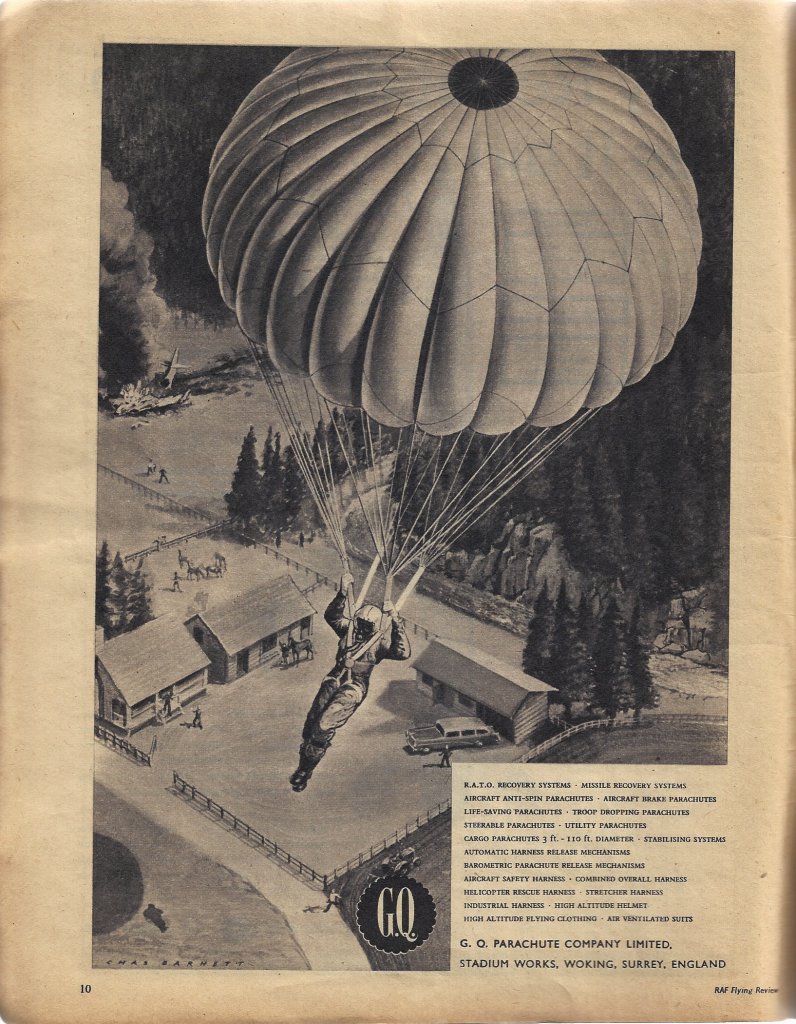 R.A.T.O. RECOVERY SYSTEMS · MISSILE RECOVERY SYSTEMS
AIRCRAFT ANTI-SPIN PARACHUTES · AIRCRAFT BRAKE PARACHUTES
LIFE-SAVING PARACHUTES · TROOP DROPPING PARACHUTES
STEERABLE PARACHUTES · UTILITY PARACHUTES
CARGO PARACHUTES 3 ft. – 110 ft. DIAMETER · STABILISING SYSTEMS
AUTOMATIC HARNESS RELEASE MECHANISMS
BAROMETRIC PARACHUTE RELEASE MECHANISMS
AIRCRAFT SAFETY HARNESS · COMBINED OVERALL HARNESS
HELICOPTER RESCUE HARNESS · STRETCHER HARNESS
INDUSTRIAL HARNESS · HIGH ALTITUDE HELMET
HIGH ALTITUDE FLYING CLOTHING · AIR VENTILATED SUITS
G.Q.
G. Q. PARACHUTE COMPANY LIMITED,
STADIUM WORKS, WOKING, SURREY, ENGLAND
CHAS BARNETT
10
RAF Flying Review